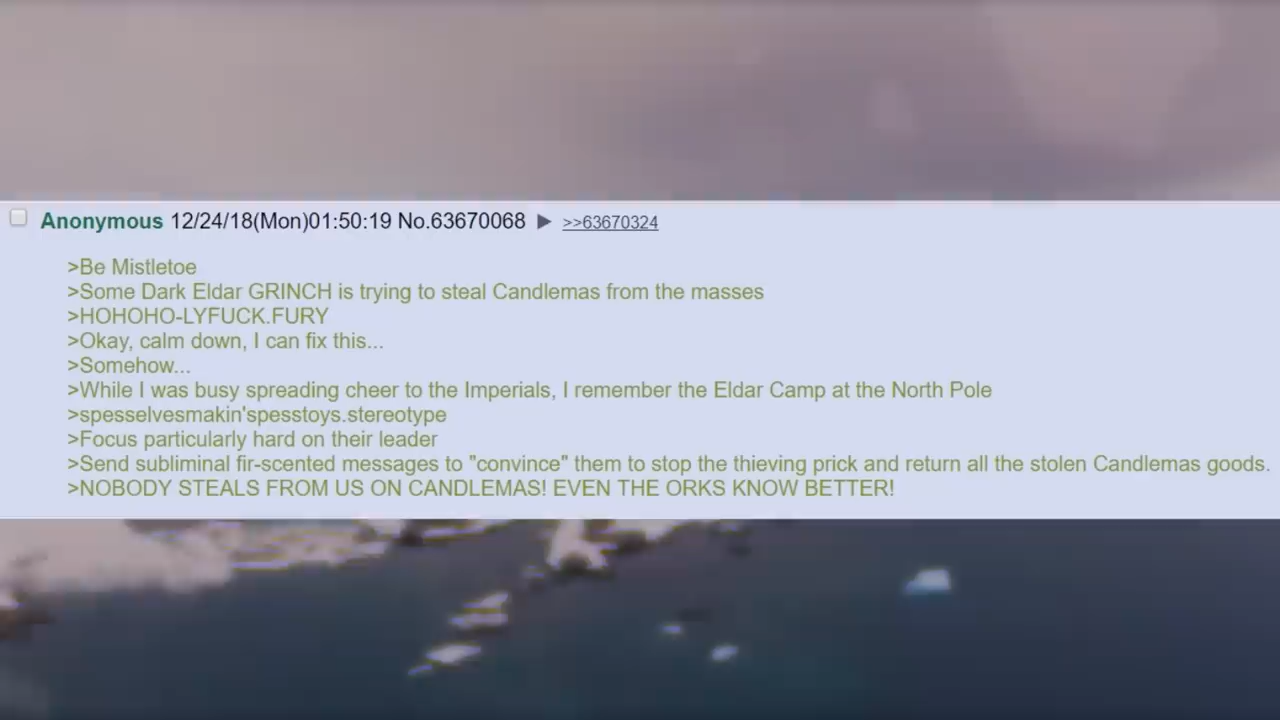 Anonymous 12/24/18(Mon)01:50:19 No.63670068 ▶ >>63670324
>Be Mistletoe
>Some Dark Eldar GRINCH is trying to steal Candlemas from the masses
>HOHOHO-LYFUCK.FURY
>Okay, calm down, I can fix this...
>Somehow...
>While I was busy spreading cheer to the Imperials, I remember the Eldar Camp at the North Pole
>spesselvesmakin'spesstoys.stereotype
>Focus particularly hard on their leader
>Send subliminal fir-scented messages to "convince" them to stop the thieving prick and return all the stolen Candlemas goods.
>NOBODY STEALS FROM US ON CANDLEMAS! EVEN THE ORKS KNOW BETTER!